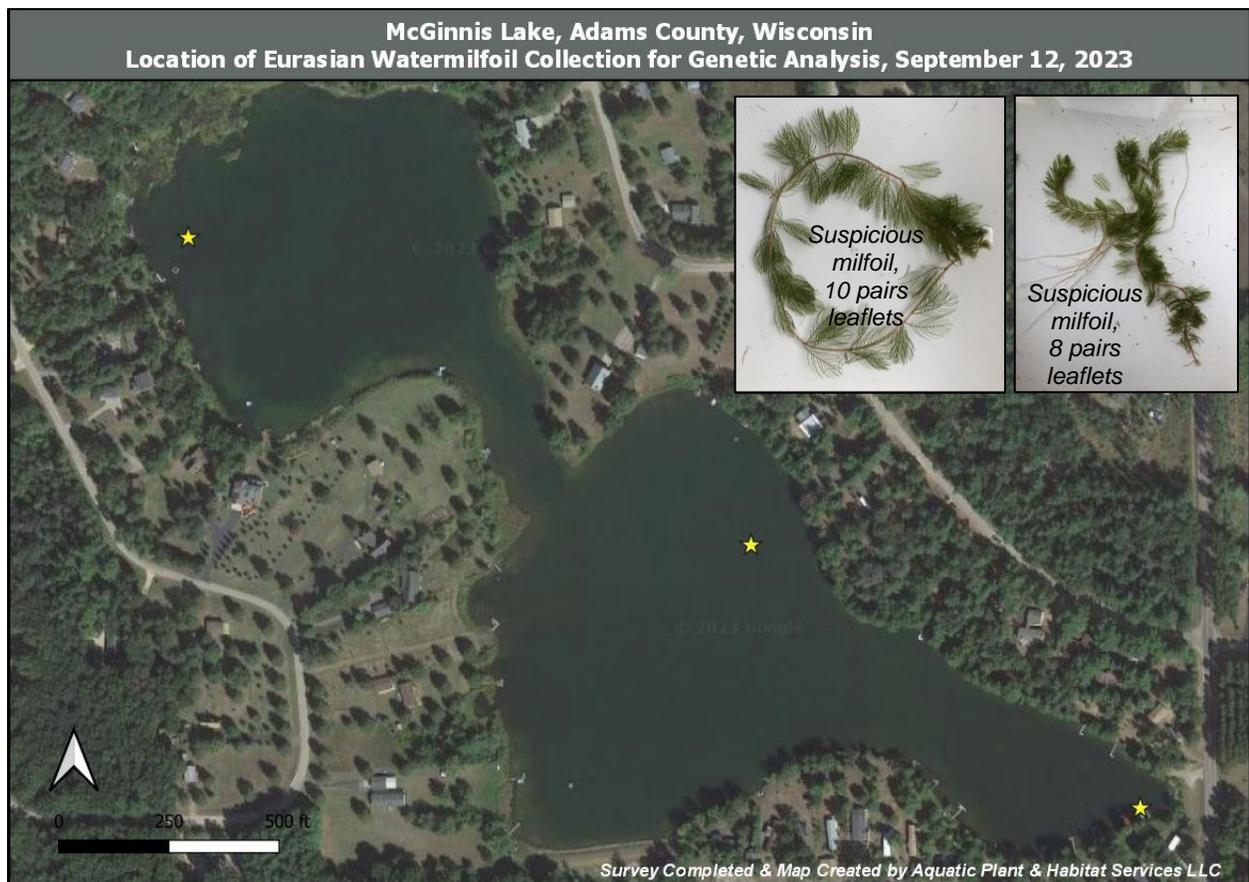 McGinnis Lake, Adams County, Wisconsin
Location of Eurasian Watermilfoil Collection for Genetic Analysis, September 12, 2023
Suspicious
milfoil,
10 pairs
leaflets
Suspicious
milfoil,
8 pairs
leaflets
© 2023 Google
© 2023 Google
0 250 500 ft
Survey Completed & Map Created by Aquatic Plant & Habitat Services LLC